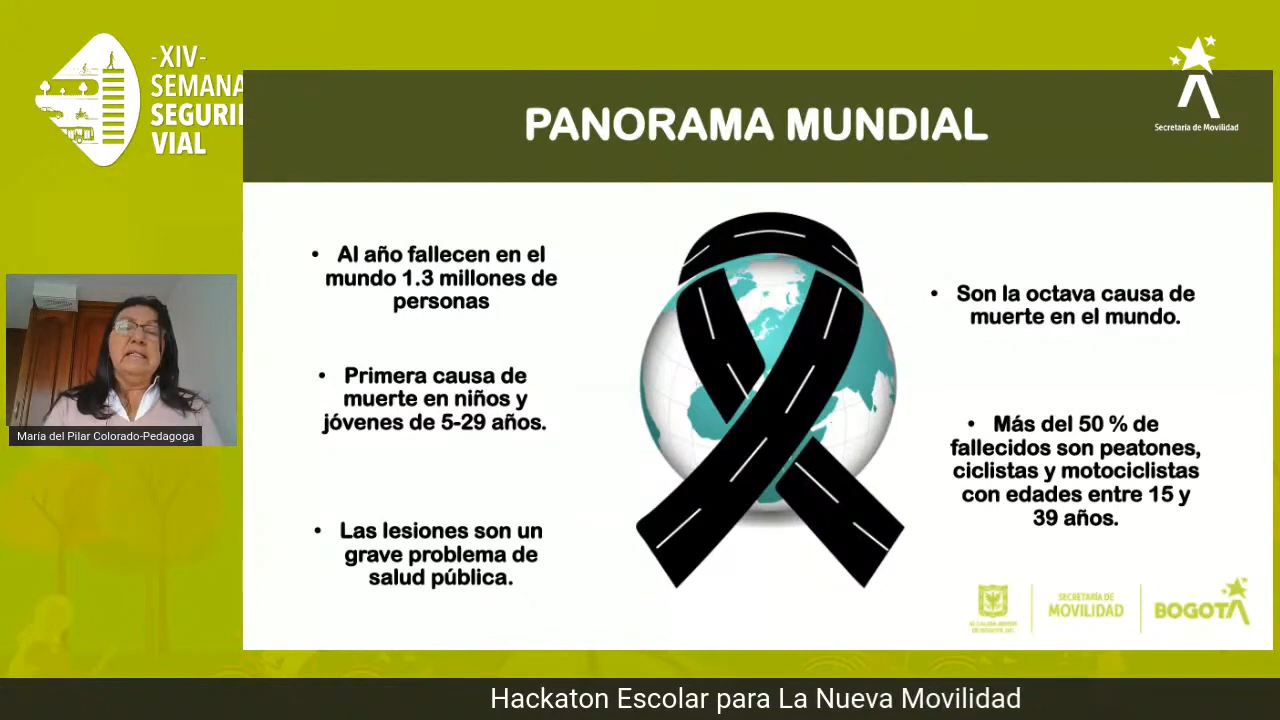 -XIV-
SEMANA
SEGURI
VIAL
Secretaría de Movilidad
PANORAMA MUNDIAL
• Al año fallecen en el
mundo 1.3 millones de
personas
• Primera causa de
muerte en niños y
jóvenes de 5-29 años.
• Las lesiones son un
grave problema de
salud pública.
• Son la octava causa de
muerte en el mundo.
• Más del 50 % de
fallecidos son peatones,
ciclistas y motociclistas
con edades entre 15 y
39 años.
María del Pilar Colorado-Pedagoga
ALCALDÍA MAYOR
DE BOGOTÁ D.C.
SECRETARÍA DE
MOVILIDAD
BOGOTÁ
Hackaton Escolar para La Nueva Movilidad